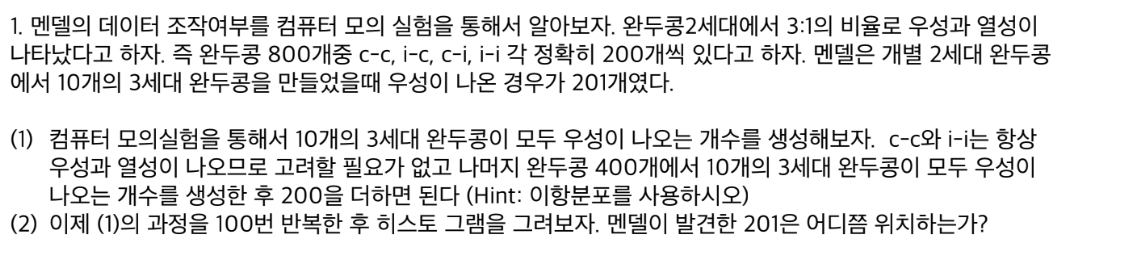 1. 멘델의 데이터 조작여부를 컴퓨터 모의 실험을 통해서 알아보자. 완두콩2세대에서 3:1의 비율로 우성과 열성이
나타났다고 하자. 즉 완두콩 800개중 c-c, i-c, c-i, i-i 각 정확히 200개씩 있다고 하자. 멘델은 개별 2세대 완두콩
에서 10개의 3세대 완두콩을 만들었을때 우성이 나온 경우가 201개였다.
(1) 컴퓨터 모의실험을 통해서 10개의 3세대 완두콩이 모두 우성이 나오는 개수를 생성해보자. c-c와 i-i는 항상
우성과 열성이 나오므로 고려할 필요가 없고 나머지 완두콩 400개에서 10개의 3세대 완두콩이 모두 우성이
나오는 개수를 생성한 후 200을 더하면 된다 (Hint: 이항분포를 사용하시오)
(2) 이제 (1)의 과정을 100번 반복한 후 히스토 그램을 그려보자. 멘델이 발견한 201은 어디쯤 위치하는가?